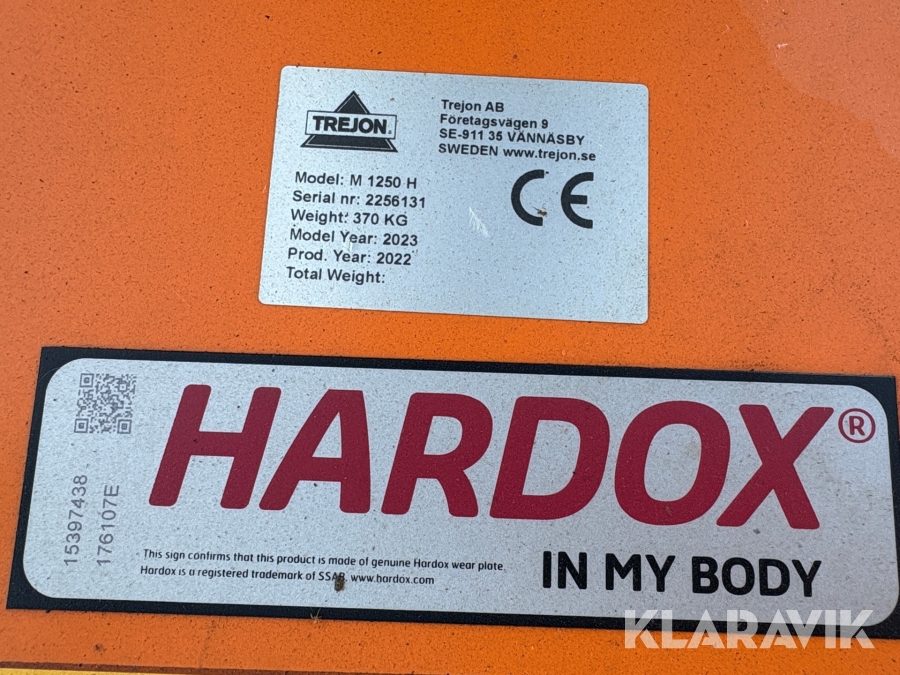 TREJON
Trejon AB
Företagsvägen 9
SE-911 35 VÄNNÄSBY
SWEDEN www.trejon.se
Model: M 1250 H
Serial nr: 2256131
Weight: 370 KG
Model Year: 2023
Prod. Year: 2022
Total Weight:
CE
15397438
176107E
HARDOX®
IN MY BODY
This sign confirms that this product is made of genuine Hardox wear plate.
Hardox is a registered trademark of SSAB. www.hardox.com
KLARAVIK